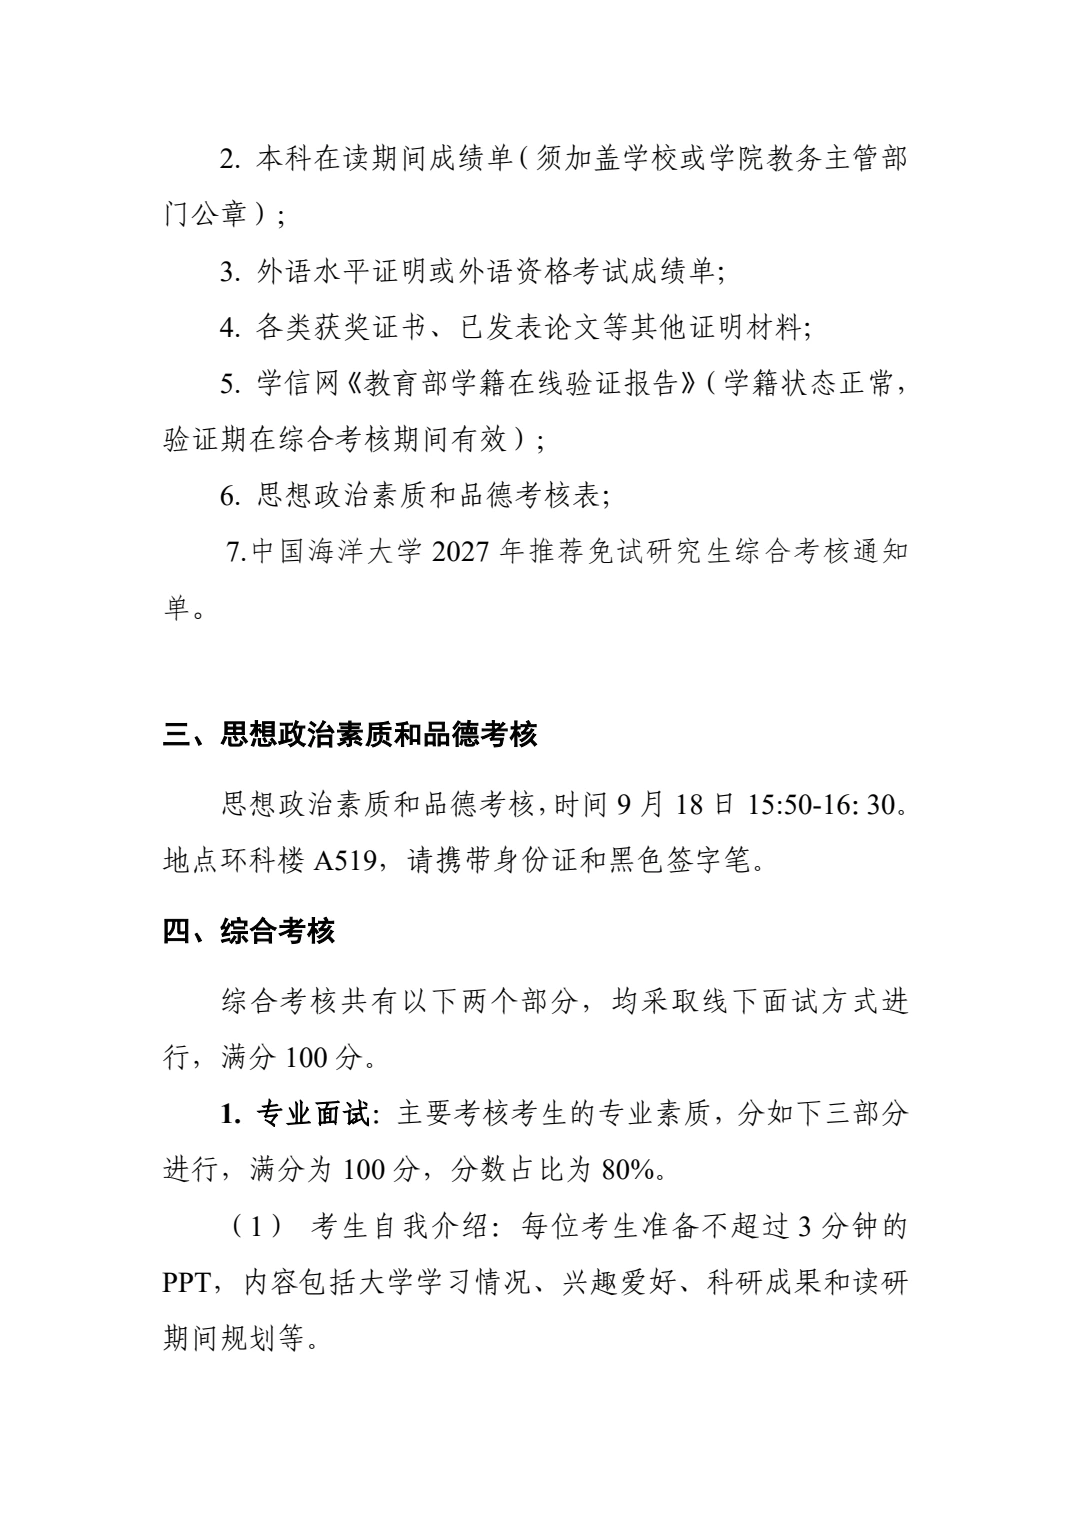 2. 本科在读期间成绩单（须加盖学校或学院教务主管部
门公章）；
3. 外语水平证明或外语资格考试成绩单；
4. 各类获奖证书、已发表论文等其他证明材料；
5. 学信网《教育部学籍在线验证报告》（学籍状态正常，
验证期在综合考核期间有效）；
6. 思想政治素质和品德考核表；
7.中国海洋大学 2027 年推荐免试研究生综合考核通知
单。
三、思想政治素质和品德考核
思想政治素质和品德考核，时间 9 月 18 日 15:50-16: 30。
地点环科楼 A519，请携带身份证和黑色签字笔。
四、综合考核
综合考核共有以下两个部分，均采取线下面试方式进
行，满分 100 分。
1. 专业面试：主要考核考生的专业素质，分如下三部分
进行，满分为 100 分，分数占比为 80%。
（1） 考生自我介绍：每位考生准备不超过 3 分钟的
PPT，内容包括大学学习情况、兴趣爱好、科研成果和读研
期间规划等。